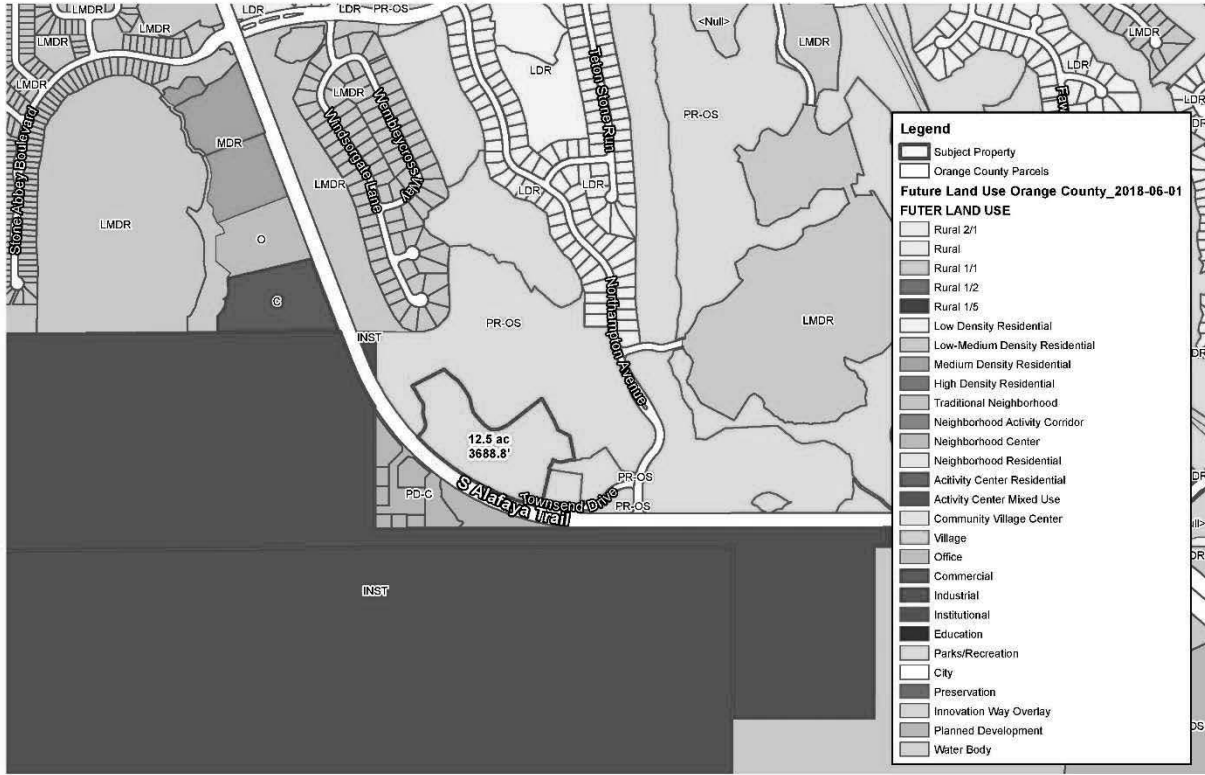 LMDR
LMDR
LMDR
LDR
LDR
PR-OS
<Null>
LMDR
LMDR
LDR
LMDR
Stone Abbey Boulevard
MDR
LMDR
LMDR
Windsorgate Lane
Wembleycross Way
LDR
Teton Stone Run
PR-OS
LDR
LDR
LMDR
O
C
INST
PR-OS
Northampton Avenue
LMDR
12.5 ac
3688.8'
PD-C
S Alafaya Trail
Townsend Drive
PR-OS
PR-OS
INST
Legend
Subject Property
Orange County Parcels
Future Land Use Orange County_2018-06-01
FUTER LAND USE
Rural 2/1
Rural
Rural 1/1
Rural 1/2
Rural 1/5
Low Density Residential
Low-Medium Density Residential
Medium Density Residential
High Density Residential
Traditional Neighborhood
Neighborhood Activity Corridor
Neighborhood Center
Neighborhood Residential
Acitivity Center Residential
Activity Center Mixed Use
Community Village Center
Village
Office
Commercial
Industrial
Institutional
Education
Parks/Recreation
City
Preservation
Innovation Way Overlay
Planned Development
Water Body